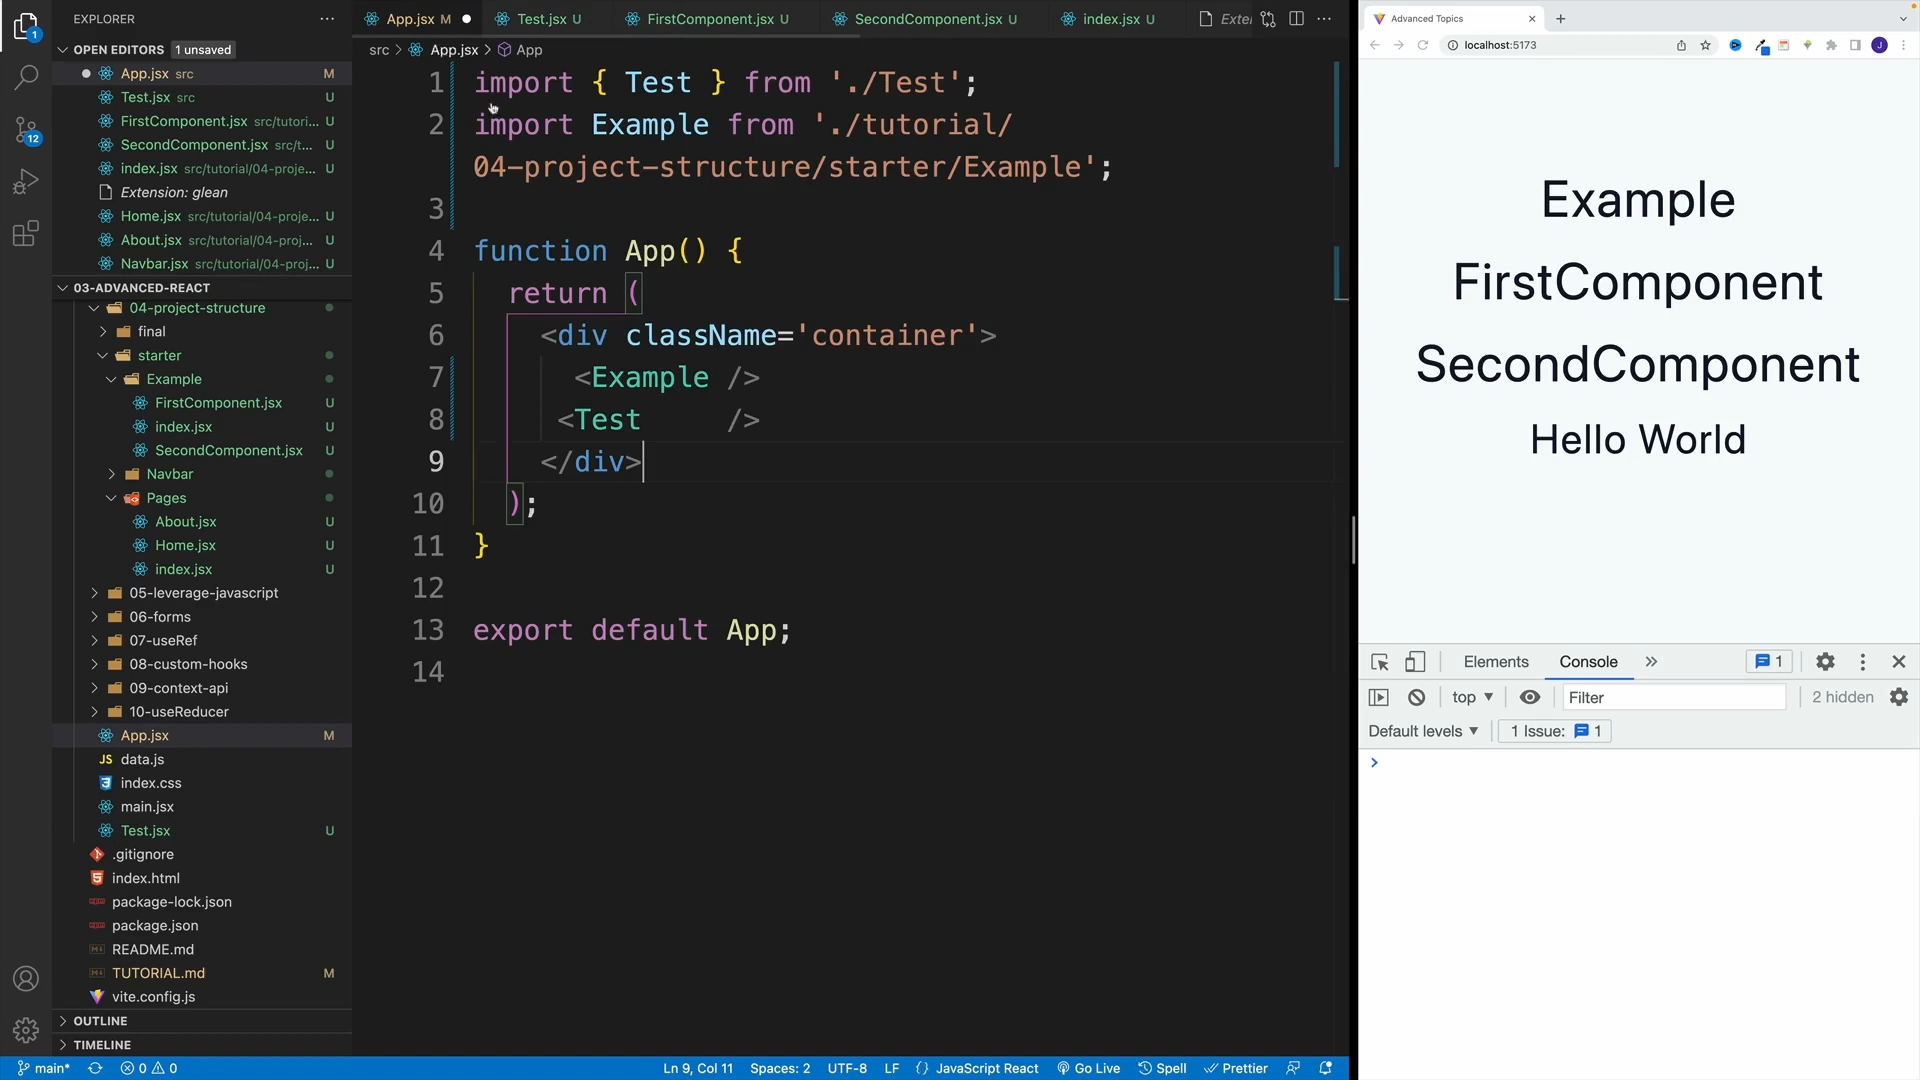 EXPLORER
OPEN EDITORS 1 unsaved
App.jsx src M
Test.jsx src U
FirstComponent.jsx src/tutori... U
SecondComponent.jsx src/t... U
index.jsx src/tutorial/04-proje... U
Extension: glean
Home.jsx src/tutorial/04-proje... U
About.jsx src/tutorial/04-proj... U
Navbar.jsx src/tutorial/04-proj... U
03-ADVANCED-REACT
04-project-structure
final
starter
Example
FirstComponent.jsx U
index.jsx U
SecondComponent.jsx U
Navbar
Pages
About.jsx U
Home.jsx U
index.jsx U
05-leverage-javascript
06-forms
07-useRef
08-custom-hooks
09-context-api
10-useReducer
App.jsx M
JS data.js
index.css
main.jsx
Test.jsx U
.gitignore
index.html
package-lock.json
package.json
README.md
TUTORIAL.md M
vite.config.js
OUTLINE
TIMELINE
1
12
App.jsx M Test.jsx U FirstComponent.jsx U SecondComponent.jsx U index.jsx U Exte
src > App.jsx > App
1 import { Test } from './Test';
2 import Example from './tutorial/
04-project-structure/starter/Example';
3
4 function App() {
5 return (
6 <div className='container'>
7 <Example />
8 <Test />
9 </div>
10 );
11 }
12
13 export default App;
14
main* 0 0 Ln 9, Col 11 Spaces: 2 UTF-8 LF {} JavaScript React Go Live Spell Prettier
Advanced Topics
localhost:5173
J
Example
FirstComponent
SecondComponent
Hello World
Elements Console 1
top Filter 2 hidden
Default levels 1 Issue: 1